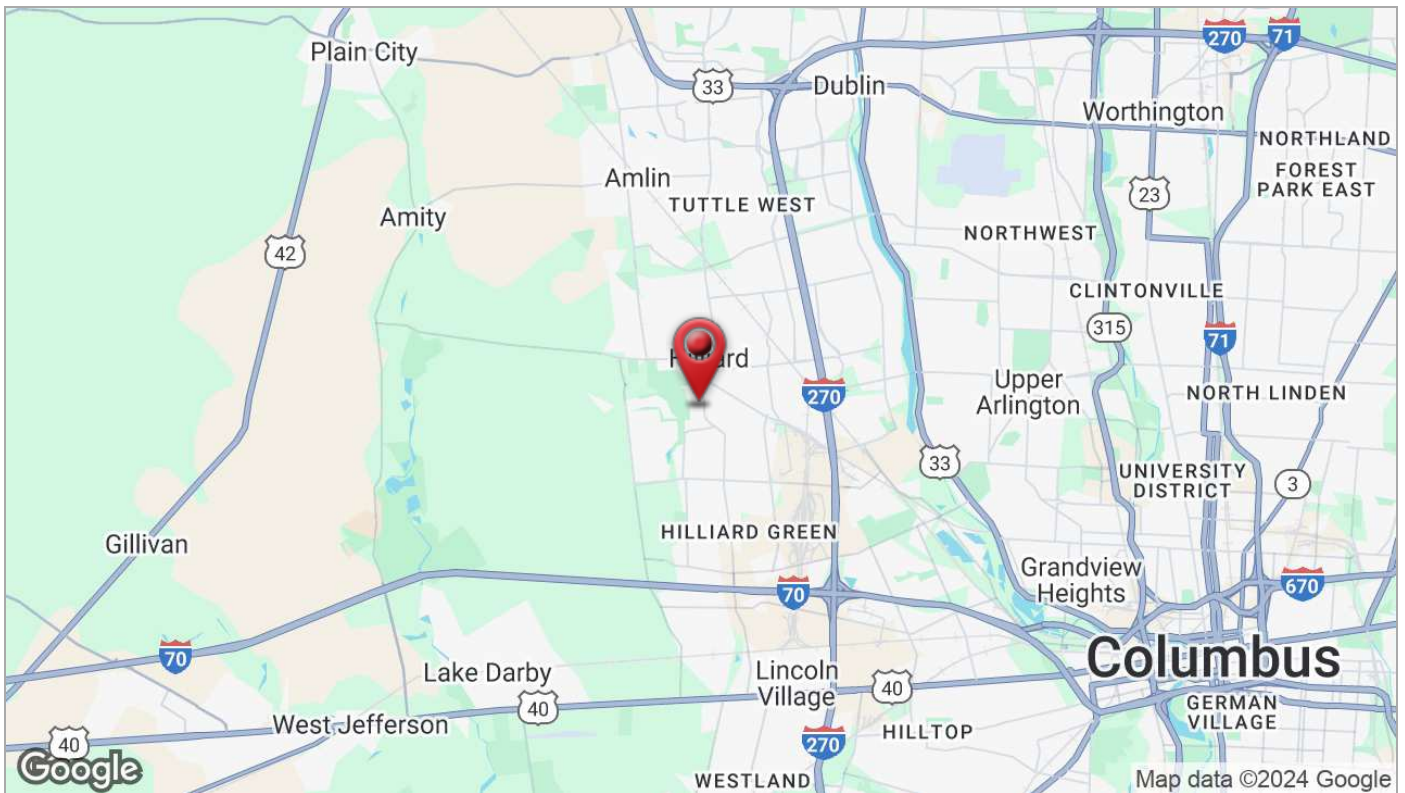 Plain City
33
Dublin
270
71
Worthington
NORTHLAND
FOREST
PARK EAST
Amlin
TUTTLE WEST
23
Amity
NORTHWEST
42
CLINTONVILLE
315
71
270
Upper
Arlington
NORTH LINDEN
33
UNIVERSITY
DISTRICT
3
HILLIARD GREEN
Gillivan
Grandview
Heights
70
670
70
Columbus
Lake Darby
40
Lincoln
Village
40
GERMAN
VILLAGE
West Jefferson
40
270
HILLTOP
WESTLAND
Google
Map data ©2024 Google